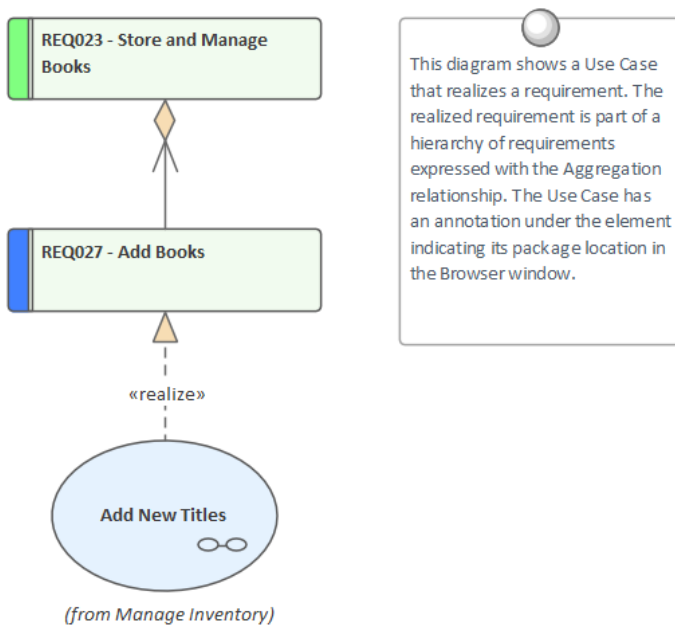 REQ023 - Store and Manage
Books
REQ027 - Add Books
«realize»
Add New Titles
(from Manage Inventory)
This diagram shows a Use Case
that realizes a requirement. The
realized requirement is part of a
hierarchy of requirements
expressed with the Aggregation
relationship. The Use Case has
an annotation under the element
indicating its package location in
the Browser window.